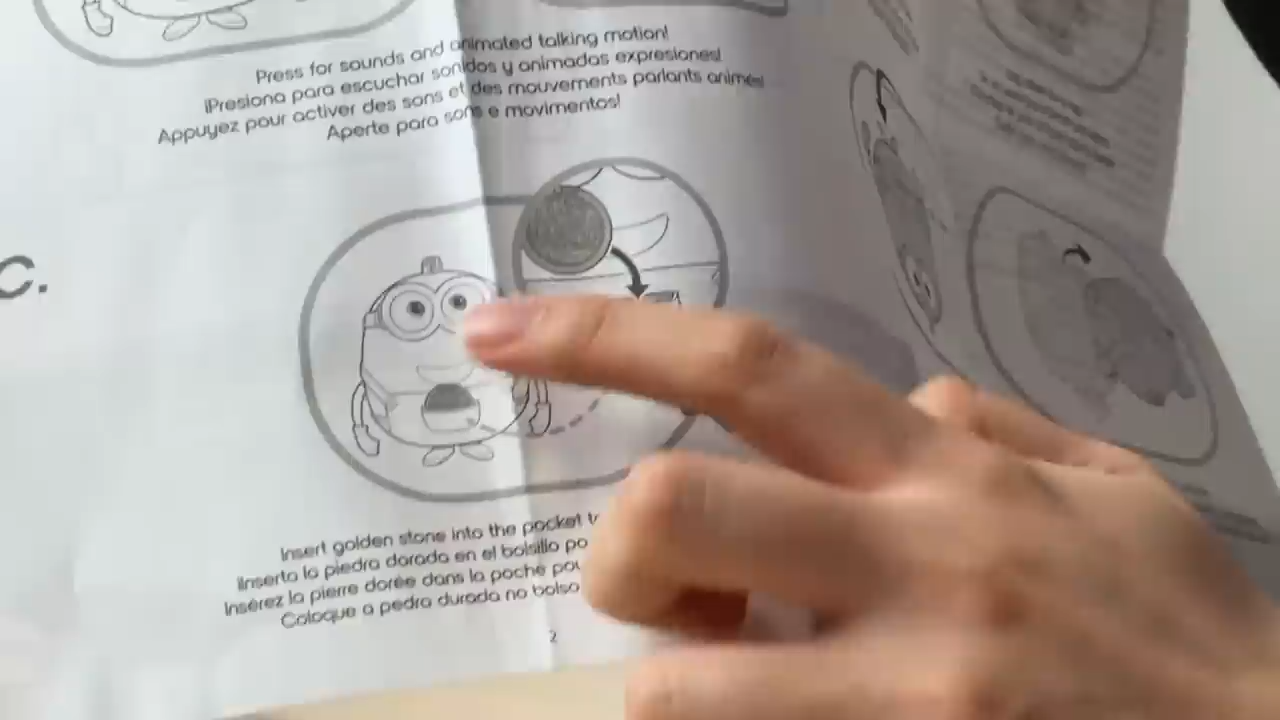 Press for sounds and animated talking motion!
¡Presiona para escuchar sonidos y animadas expresiones!
Appuyez pour activer des sons et des mouvements parlants animés
Aperte para sons e movimentos!
C.
Insert golden stone into the pocket
¡Inserta la piedra dorada en el bolsillo
Insérez la pierre dorée dans la poche
Coloque a pedra durada no bolso
2